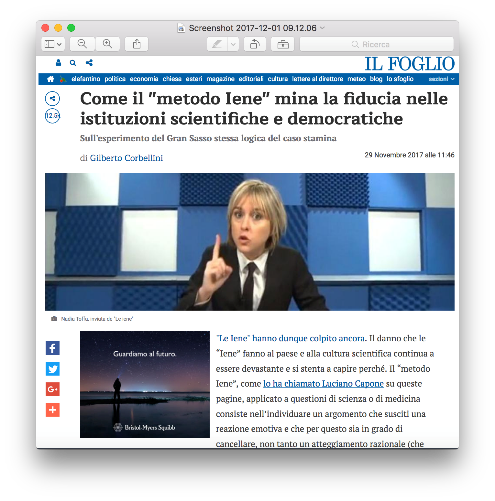 Screenshot 2017-12-01 09.12.06
Ricerca
IL FOGLIO
elefantino politica economia chiesa esteri magazine editoriali cultura lettere al direttore meteo blog lo sfoglio sezioni
Come il "metodo Iene" mina la fiducia nelle
istituzioni scientifiche e democratiche
12.5k
Sull'esperimento del Gran Sasso stessa logica del caso stamina
di Gilberto Corbellini
29 Novembre 2017 alle 11:46
Nadia Toffa, inviata de "Le Iene"
Guardiamo al futuro.
Bristol-Myers Squibb
"Le Iene" hanno dunque colpito ancora. Il danno che le
"Iene" fanno al paese e alla cultura scientifica continua a
essere devastante e si stenta a capire perché. Il "metodo
Iene", come lo ha chiamato Luciano Capone su queste
pagine, applicato a questioni di scienza o di medicina
consiste nell'individuare un argomento che susciti una
reazione emotiva e che per questo sia in grado di
cancellare, non tanto un atteggiamento razionale (che